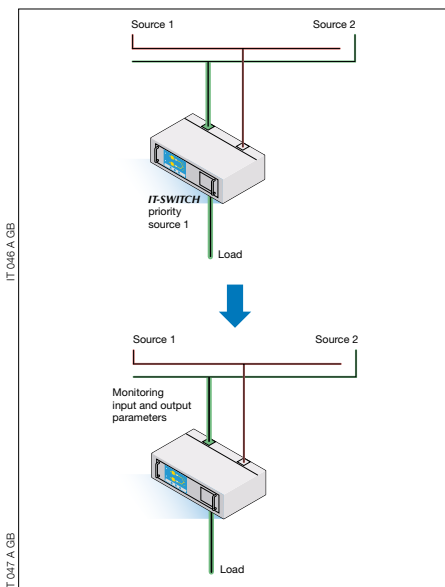 Source 1
Source 2
IT-SWITCH
priority
source 1
Load
IT 046 A GB
Source 1
Source 2
Monitoring
input and output
parameters
Load
T 047 A GB